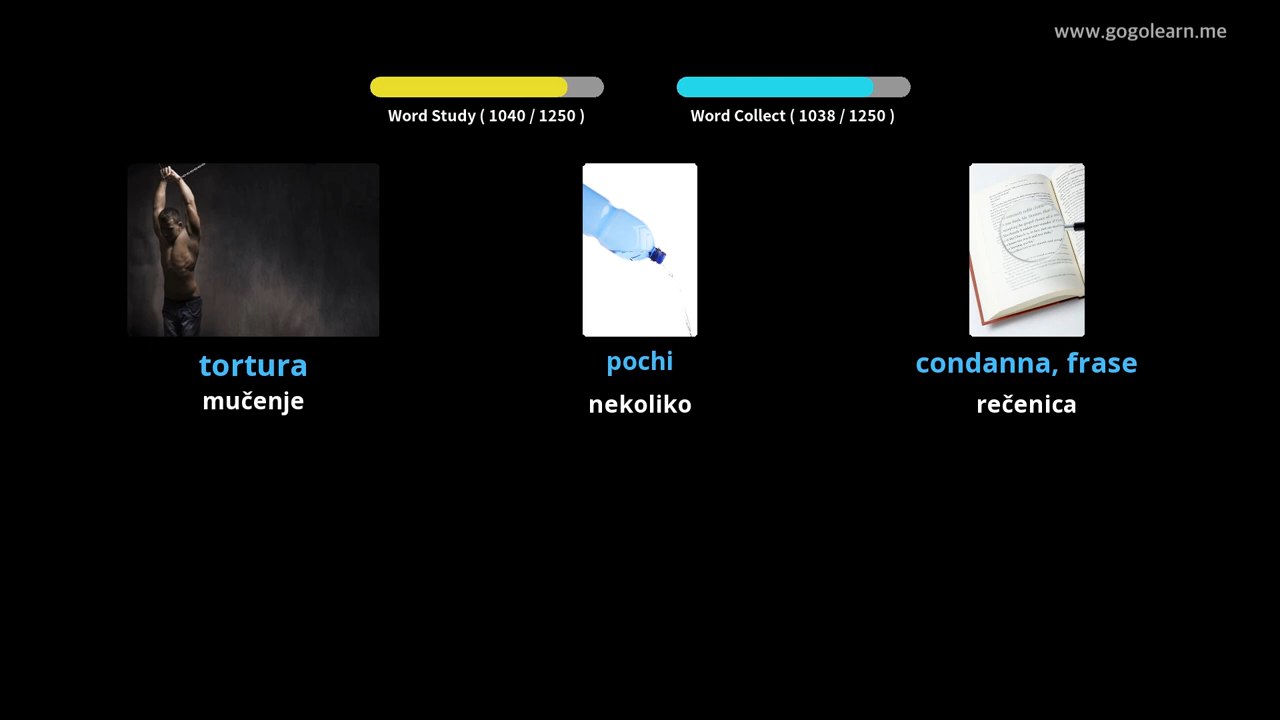 www.gogolearn.me
Word Study ( 1040 / 1250 )
Word Collect ( 1038 / 1250 )
tortura
mučenje
pochi
nekoliko
condanna, frase
rečenica